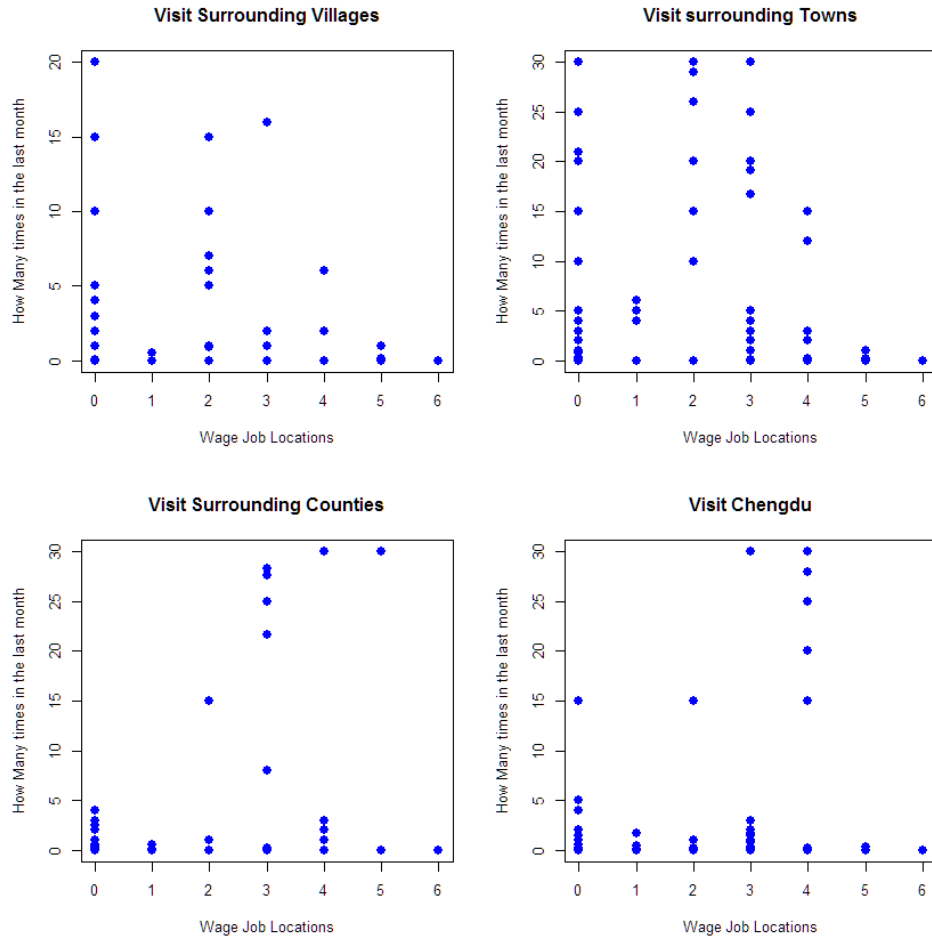 Visit Surrounding Villages
How Many times in the last month
20
15
10
5
0
0 1 2 3 4 5 6
Wage Job Locations
Visit surrounding Towns
How Many times in the last month
30
25
20
15
10
5
0
0 1 2 3 4 5 6
Wage Job Locations
Visit Surrounding Counties
How Many times in the last month
30
25
20
15
10
5
0
0 1 2 3 4 5 6
Wage Job Locations
Visit Chengdu
How Many times in the last month
30
25
20
15
10
5
0
0 1 2 3 4 5 6
Wage Job Locations